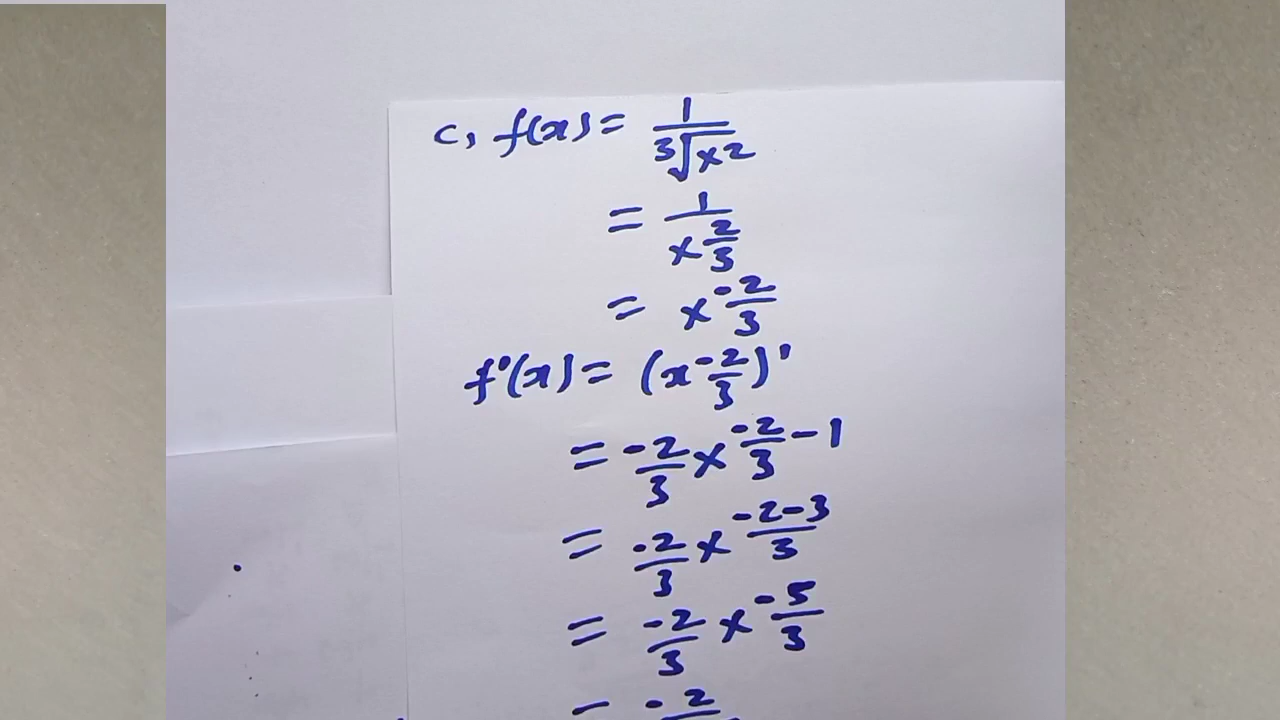 c, f(x) = 1/∛x²
= 1/x^(2/3)
= x^(-2/3)
f'(x) = (x^(-2/3))'
= -2/3 x^(-2/3 - 1)
= -2/3 x^((-2-3)/3)
= -2/3 x^(-5/3)
= -2